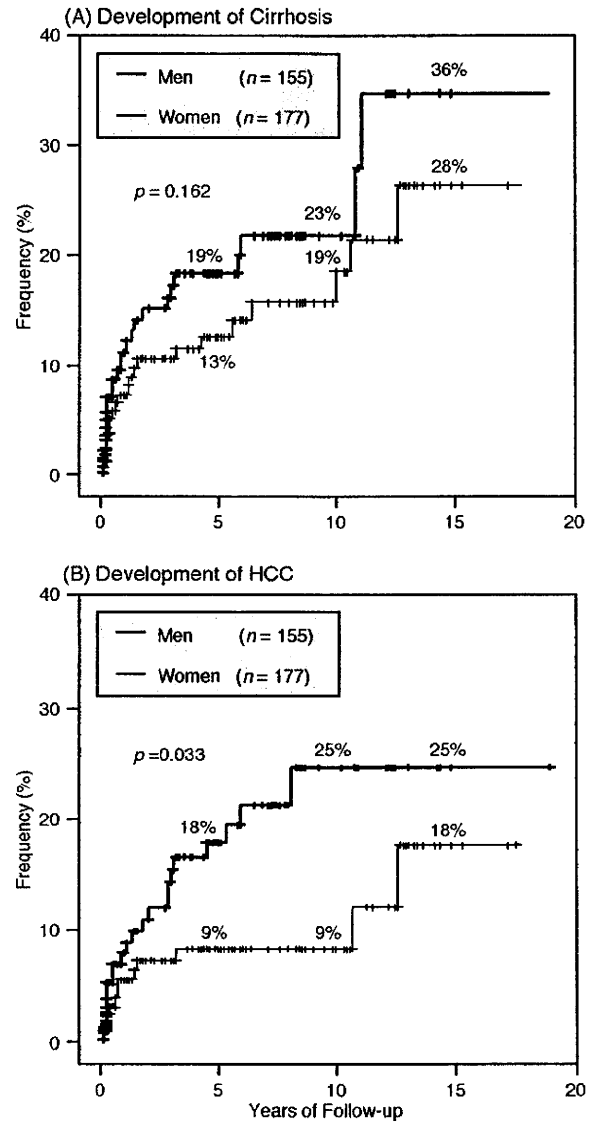 (A) Development of Cirrhosis
40
30
20
10
0
Frequency (%)
Men (n = 155)
Women (n = 177)
p = 0.162
36%
28%
23%
19%
19%
13%
0 5 10 15 20
(B) Development of HCC
40
30
20
10
0
Frequency (%)
Men (n = 155)
Women (n = 177)
p =0.033
25% 25%
18%
18%
9% 9%
0 5 10 15 20
Years of Follow-up